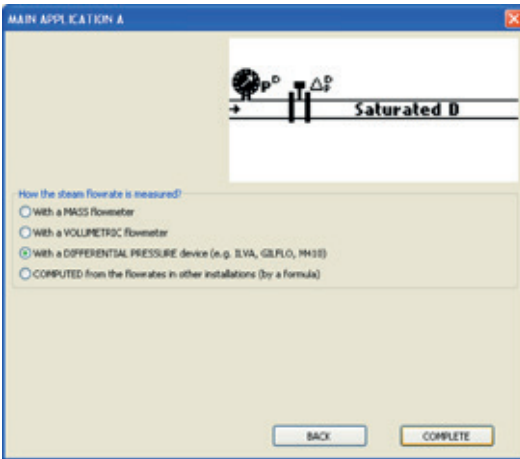 MAIN APPLICATION A
P D Δ D P
Saturated D
How the steam flowrate is measured?
With a MASS flowmeter
With a VOLUMETRIC flowmeter
With a DIFFERENTIAL PRESSURE device (e.g. ILVA, GILFLO, M410)
COMPUTED from the flowrates in other installations (by a formula)
BACK COMPLETE